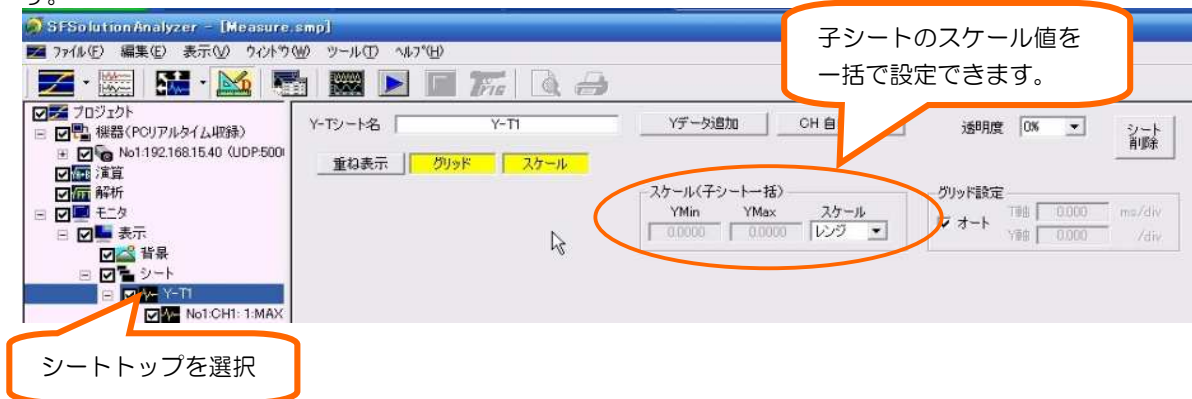 す。
SFSolutionAnalyzer - [Measure.smp]
ファイル(F) 編集(E) 表示(V) ウィンドウ(W) ツール(T) ヘルプ(H)
子シートのスケール値を
一括で設定できます。
プロジェクト
機器(PCリアルタイム収録)
No1:192.168.15.40 (UDP:500
演算
解析
モニタ
表示
背景
シート
Y-T1
No1:CH1: 1:MAX
Y-Tシート名 Y-T1 Yデータ追加 CH 自 透明度 0% シート削除
重ね表示 グリッド スケール
スケール(子シート一括)
YMin YMax スケール
0.0000 0.0000 レンジ
グリッド設定
オート T軸 0.000 ms/div
Y軸 0.000 /div
シートトップを選択